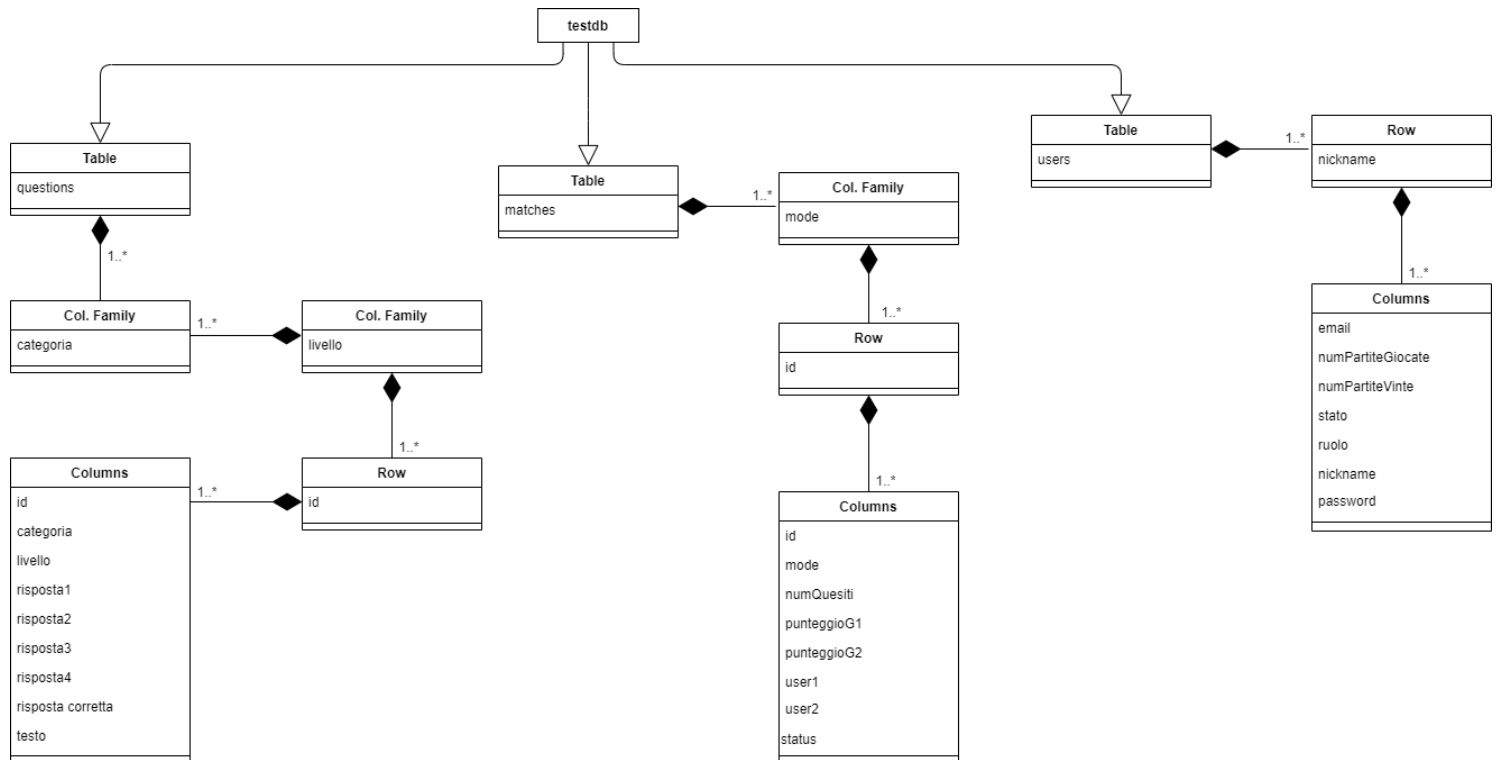 testdb
Table
questions
1..*
Col. Family
categoria
1..*
Col. Family
livello
1..*
Row
id
1..*
Columns
id
categoria
livello
risposta1
risposta2
risposta3
risposta4
risposta corretta
testo
Table
matches
1..*
Col. Family
mode
1..*
Row
id
1..*
Columns
id
mode
numQuesiti
punteggioG1
punteggioG2
user1
user2
status
Table
users
1..*
Row
nickname
1..*
Columns
email
numPartiteGiocate
numPartiteVinte
stato
ruolo
nickname
password